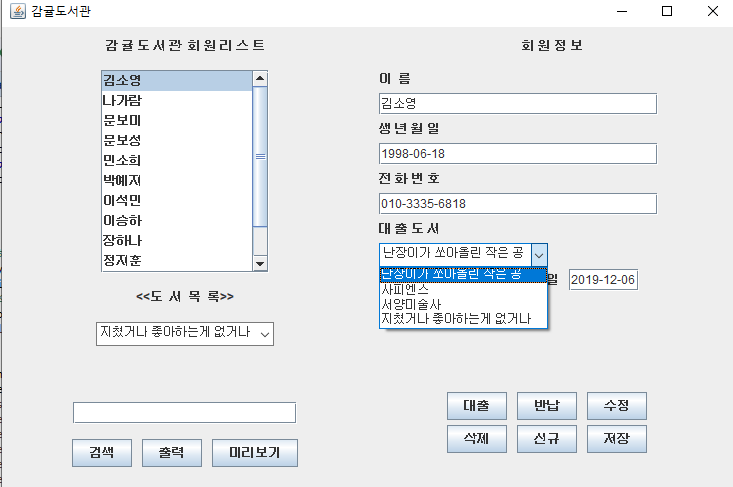 감귤도서관
감귤도서관 회원리스트
김소영
나가람
문보미
문보성
민소희
박예저
이석민
이승하
장하나
정지훈
<<도 서 목 록>>
지쳤거나 좋아하는게 없거나
검색
출력
미리보기
회 원 정 보
이 름
김소영
생 년 월 일
1998-06-18
전 화 번 호
010-3335-6818
대 출 도 서
난장이가 쏘아올린 작은 공
난장이가 쏘아올린 작은 공
사피엔스
서양미술사
지쳤거나 좋아하는게 없거나
일
2019-12-06
대출
반납
수정
삭제
신규
저장